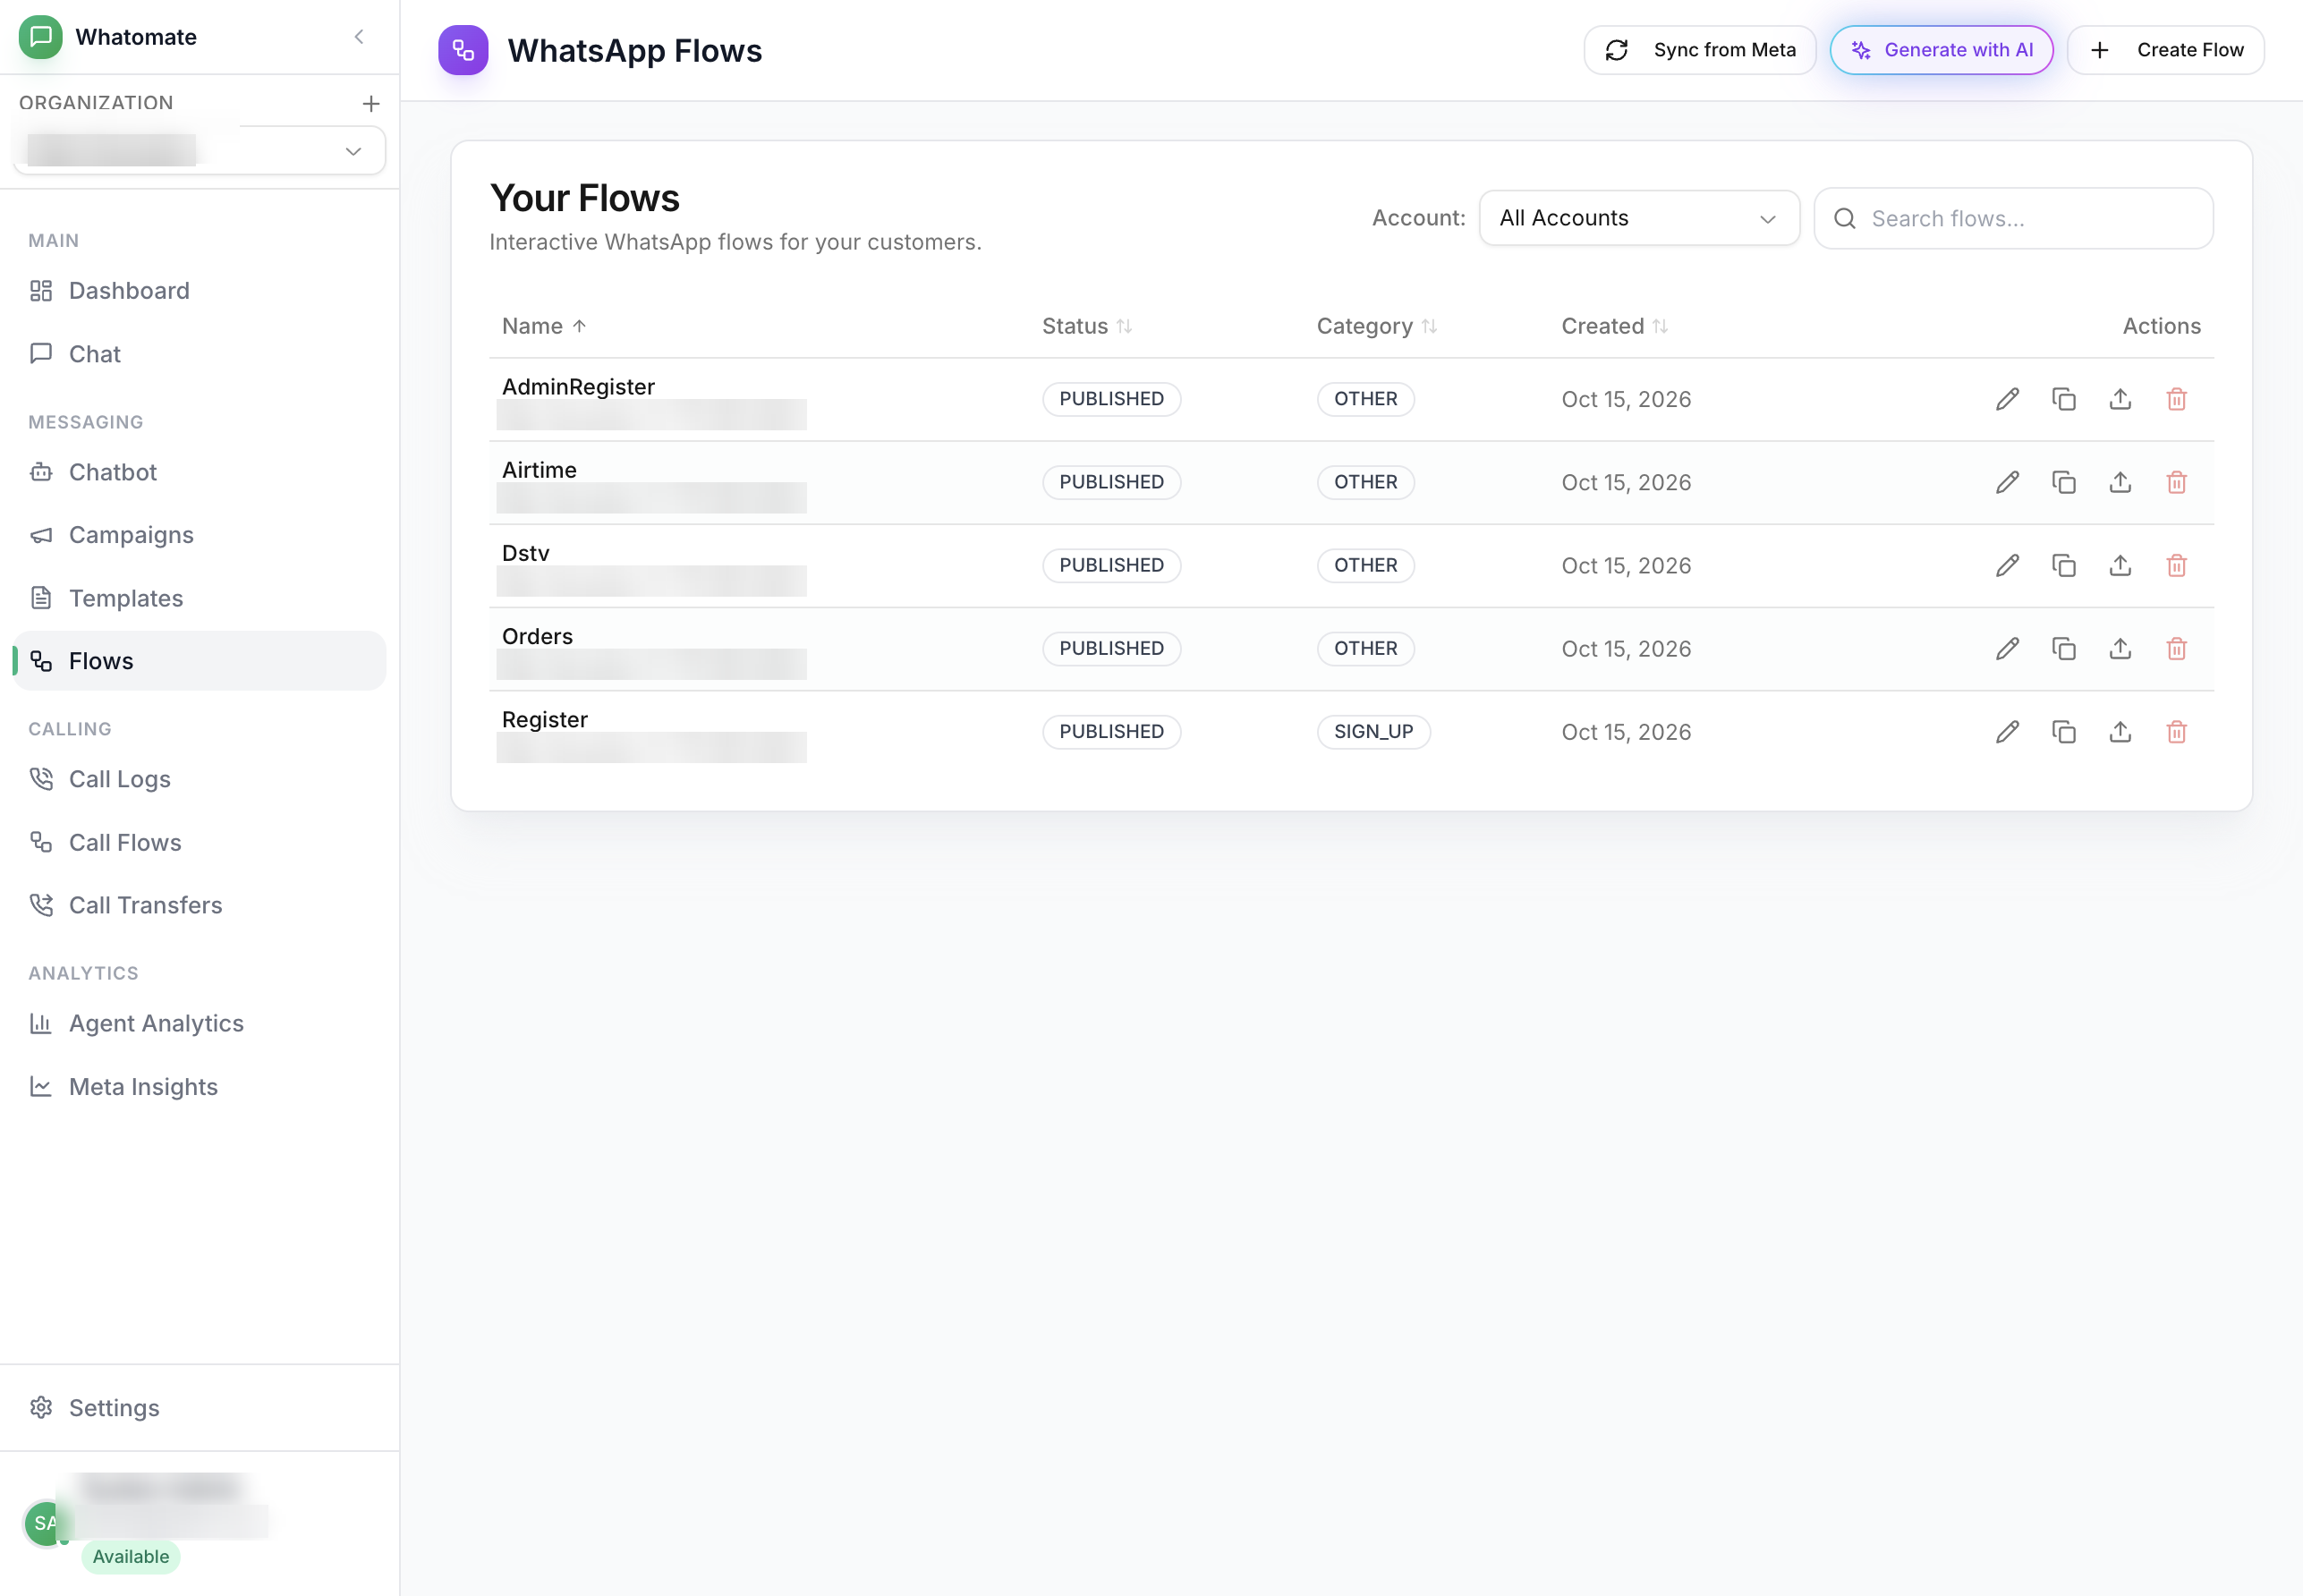 Whatomate
ORGANIZATION
MAIN
Dashboard
Chat
MESSAGING
Chatbot
Campaigns
Templates
Flows
CALLING
Call Logs
Call Flows
Call Transfers
ANALYTICS
Agent Analytics
Meta Insights
Settings
SA
Available
WhatsApp Flows
Sync from Meta
Generate with AI
Create Flow
Your Flows
Interactive WhatsApp flows for your customers.
Account:
All Accounts
Search flows...
Name Status Category Created Actions
AdminRegister PUBLISHED OTHER Oct 15, 2026
Airtime PUBLISHED OTHER Oct 15, 2026
Dstv PUBLISHED OTHER Oct 15, 2026
Orders PUBLISHED OTHER Oct 15, 2026
Register PUBLISHED SIGN_UP Oct 15, 2026